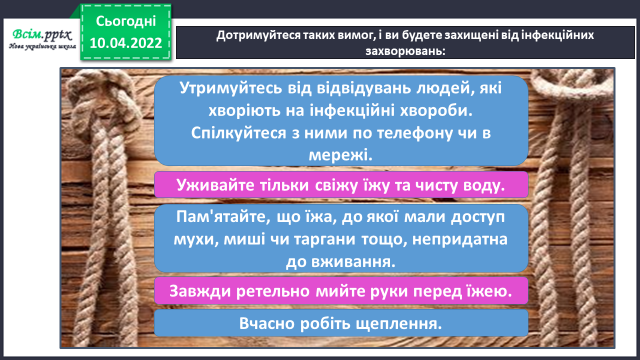 Всім.pptx
Нова українська школа
Сьогодні
10.04.2022
Дотримуйтеся таких вимог, і ви будете захищені від інфекційних
захворювань:
Утримуйтесь від відвідувань людей, які
хворіють на інфекційні хвороби.
Спілкуйтеся з ними по телефону чи в
мережі.
Уживайте тільки свіжу їжу та чисту воду.
Пам'ятайте, що їжа, до якої мали доступ
мухи, миші чи таргани тощо, непридатна
до вживання.
Завжди ретельно мийте руки перед їжею.
Вчасно робіть щеплення.